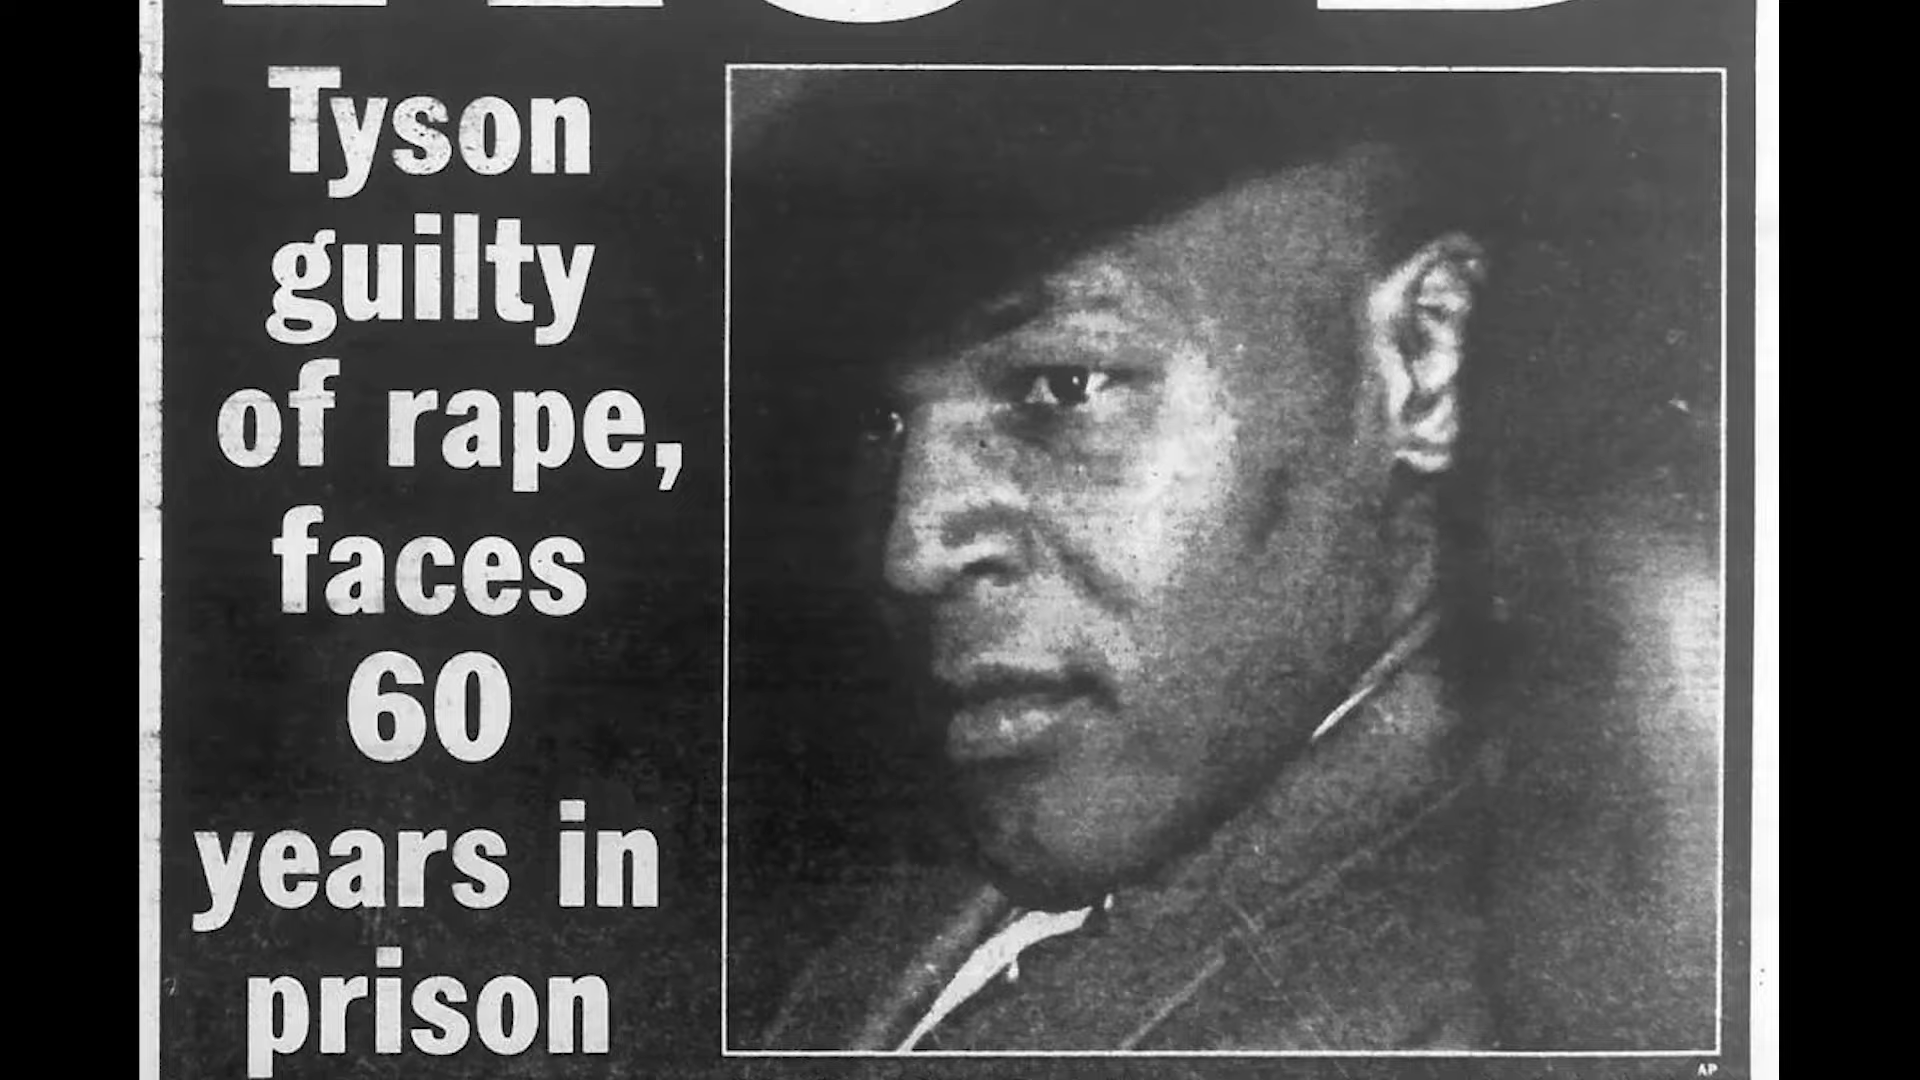 Tyson
guilty
of rape,
faces
60
years in
prison
AP